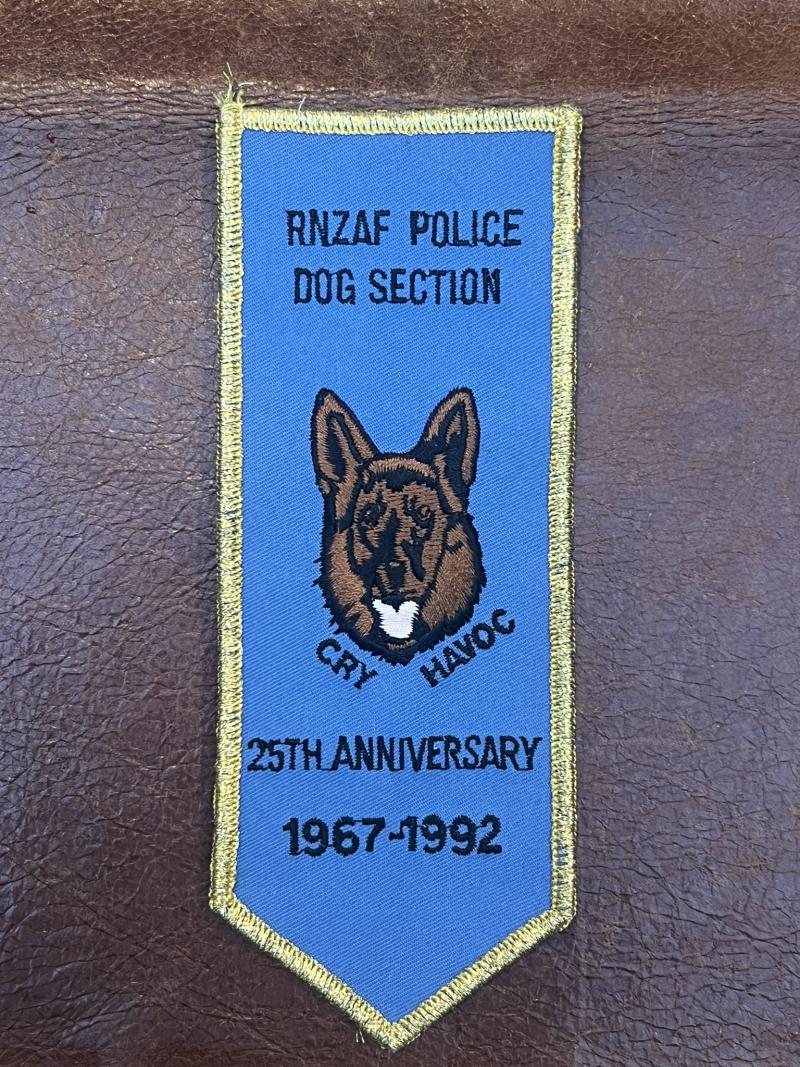 RNZAF POLICE
DOG SECTION
CRY HAVOC
25TH ANNIVERSARY
1967-1992